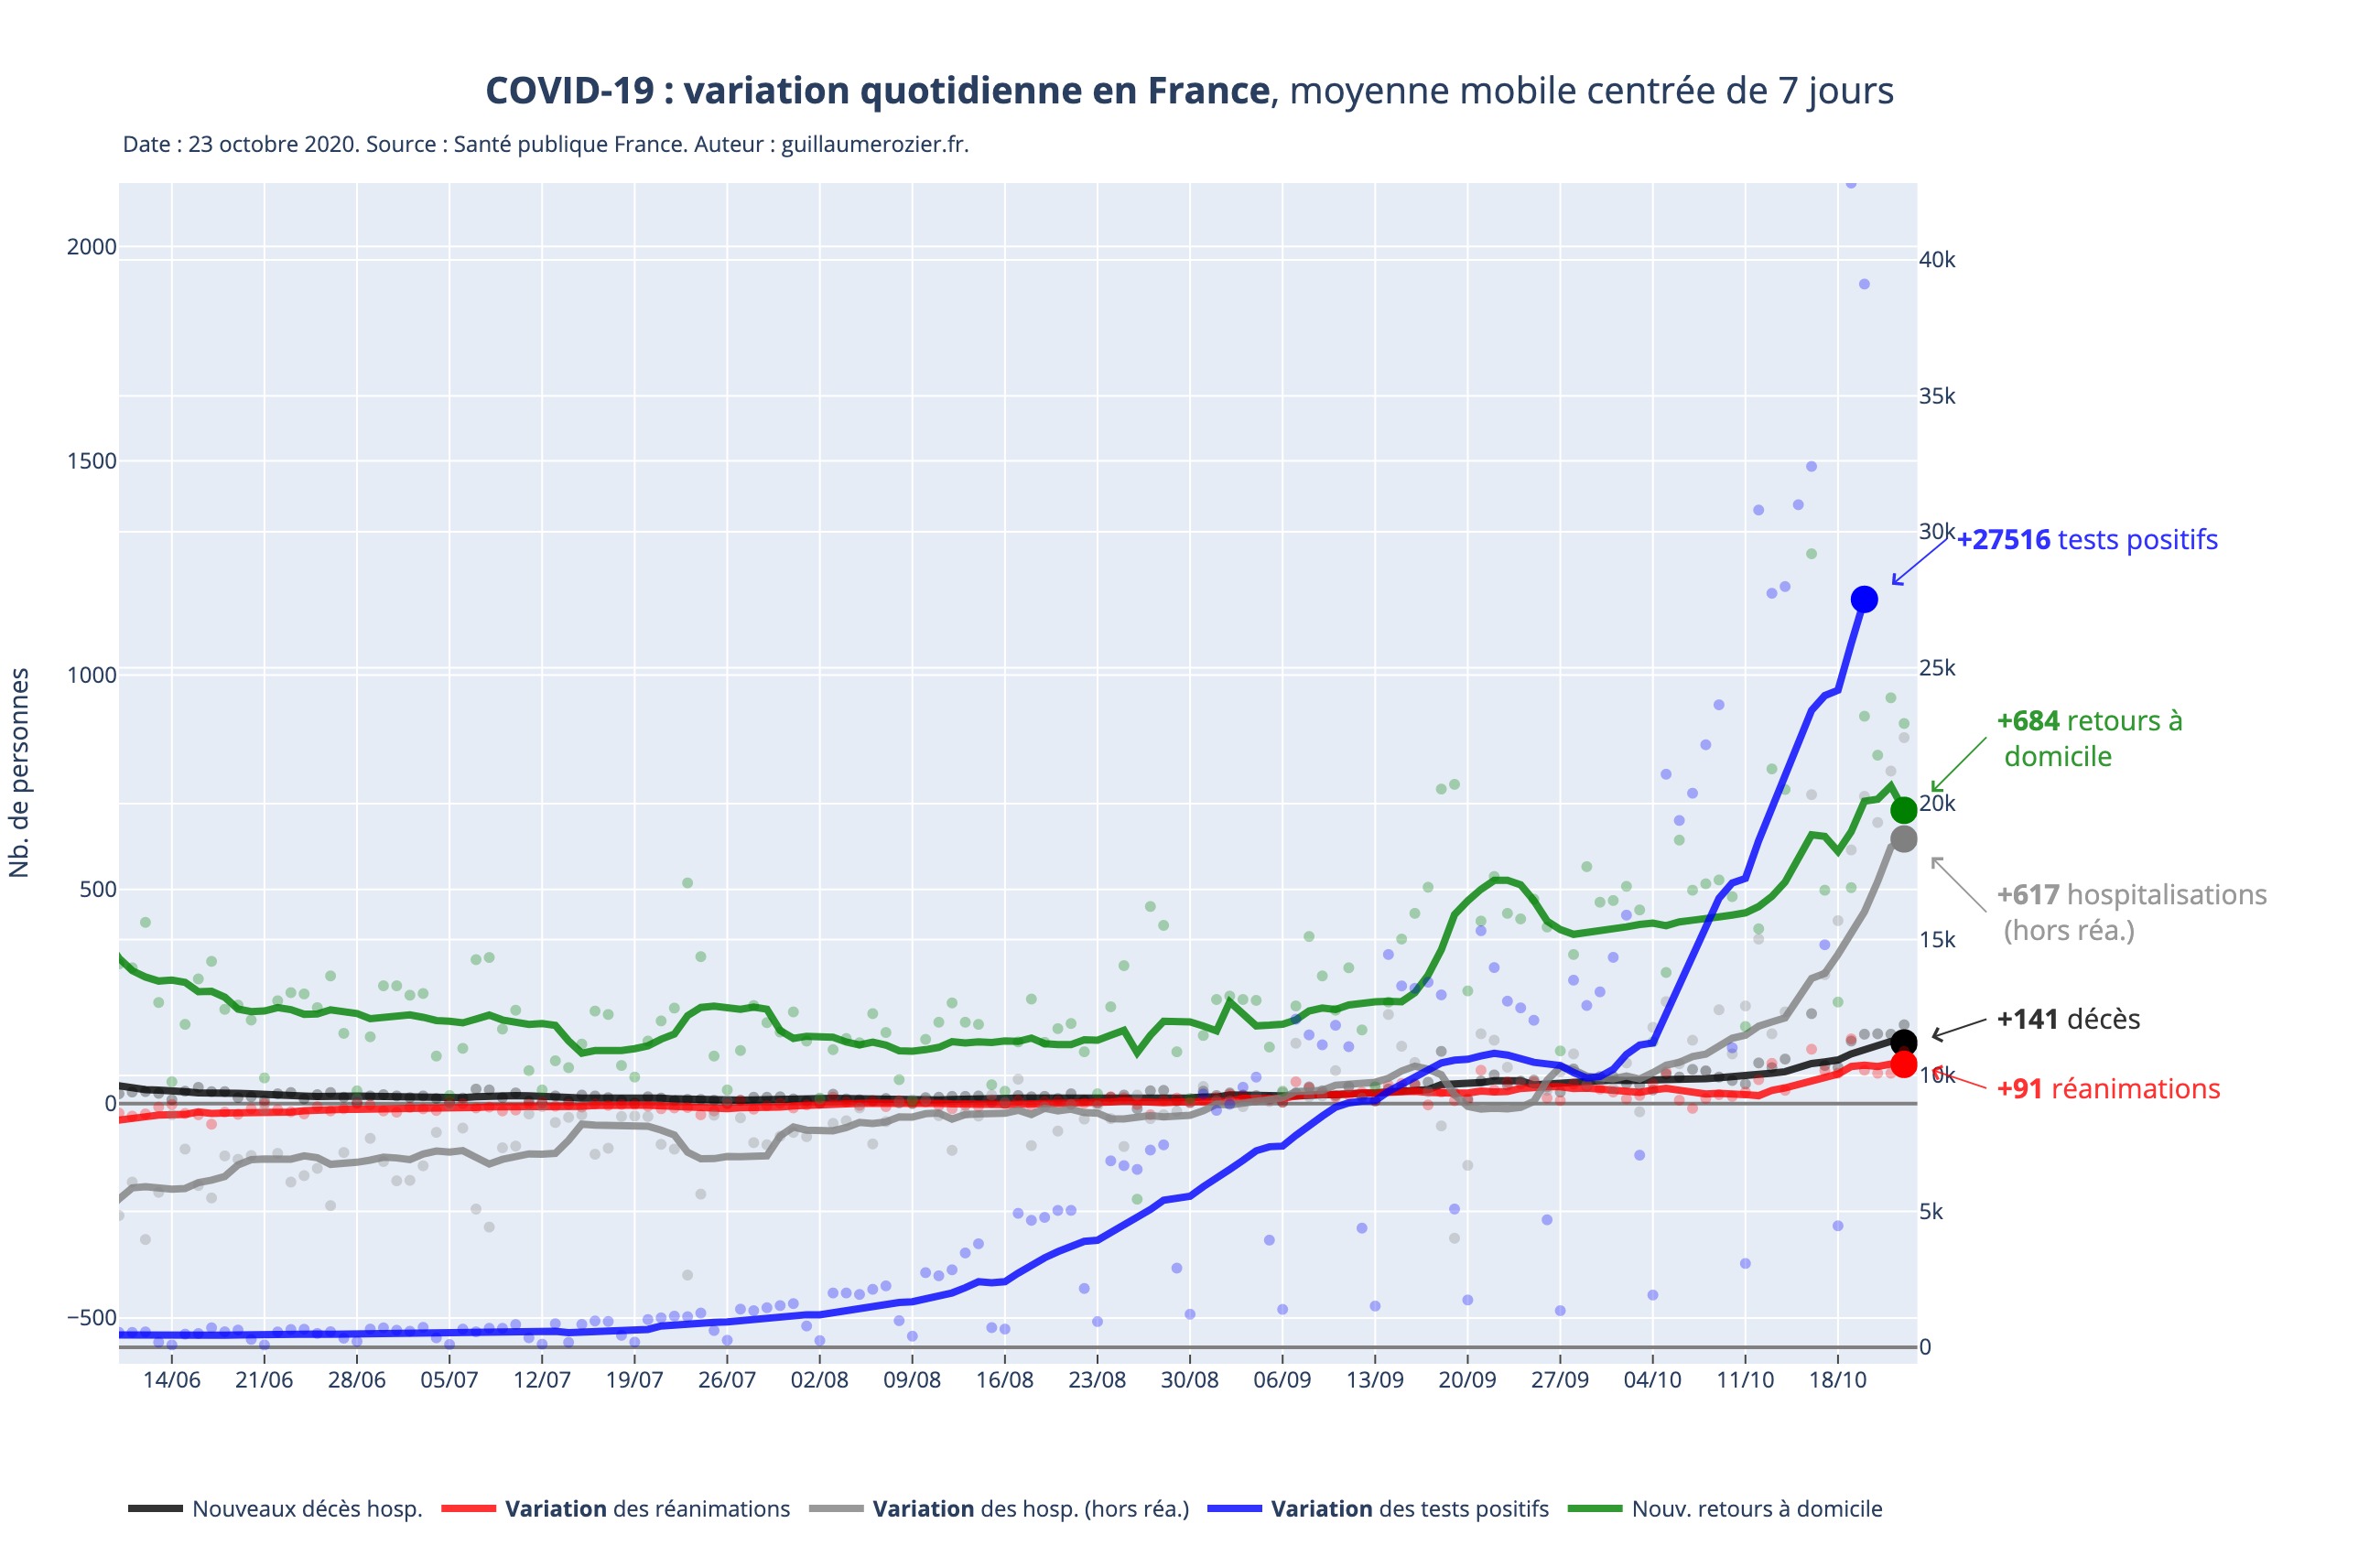 COVID-19 : variation quotidienne en France, moyenne mobile centrée de 7 jours
Date : 23 octobre 2020. Source : Santé publique France. Auteur : guillaumerozier.fr.
Nb. de personnes
2000
1500
1000
500
0
−500
40k
35k
30k
25k
20k
15k
10k
5k
0
+27516 tests positifs
+684 retours à
domicile
+617 hospitalisations
(hors réa.)
+141 décès
+91 réanimations
14/06 21/06 28/06 05/07 12/07 19/07 26/07 02/08 09/08 16/08 23/08 30/08 06/09 13/09 20/09 27/09 04/10 11/10 18/10
Nouveaux décès hosp. Variation des réanimations Variation des hosp. (hors réa.) Variation des tests positifs Nouv. retours à domicile